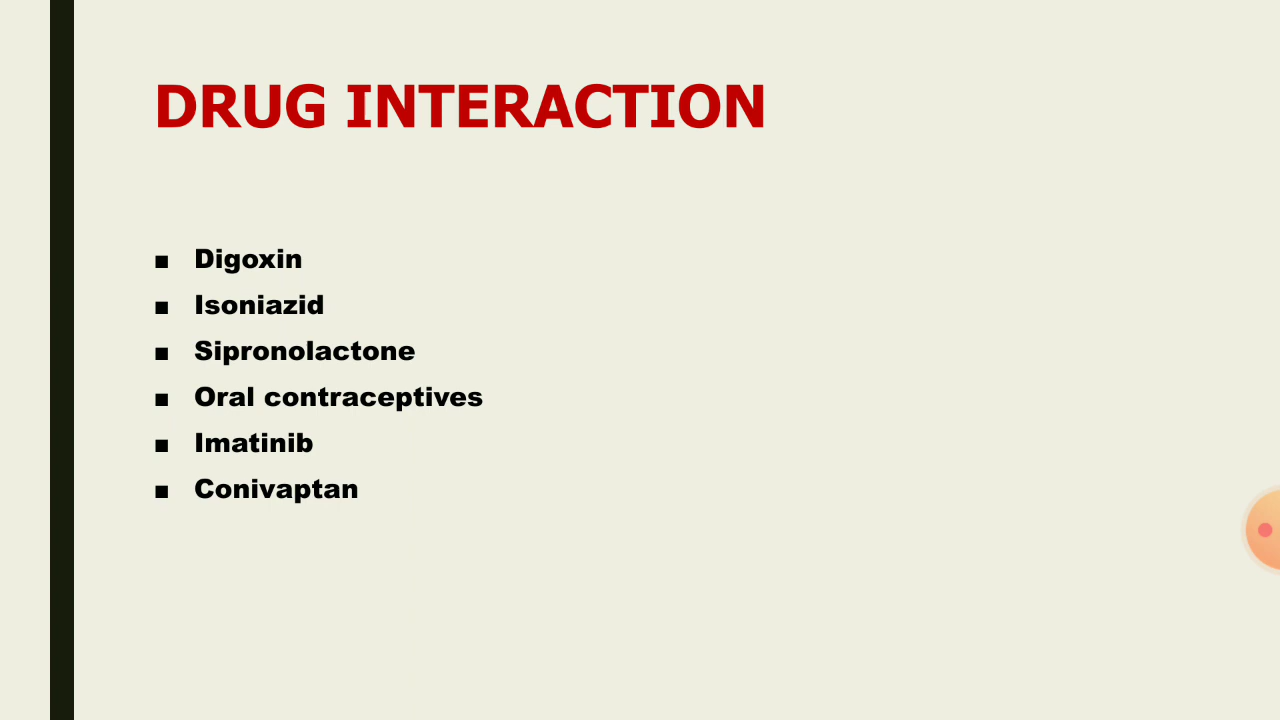 DRUG INTERACTION
■ Digoxin
■ Isoniazid
■ Sipronolactone
■ Oral contraceptives
■ Imatinib
■ Conivaptan